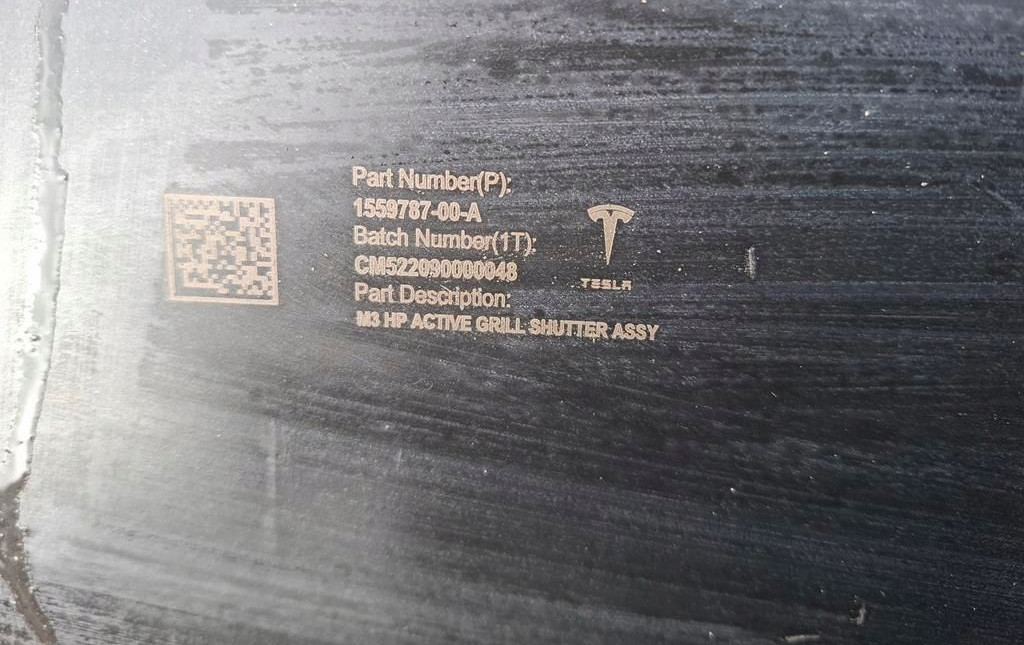 Part Number(P):
1559787-00-A
Batch Number(1T):
CM522090000048
Part Description:
M3 HP ACTIVE GRILL SHUTTER ASSY
TESLA